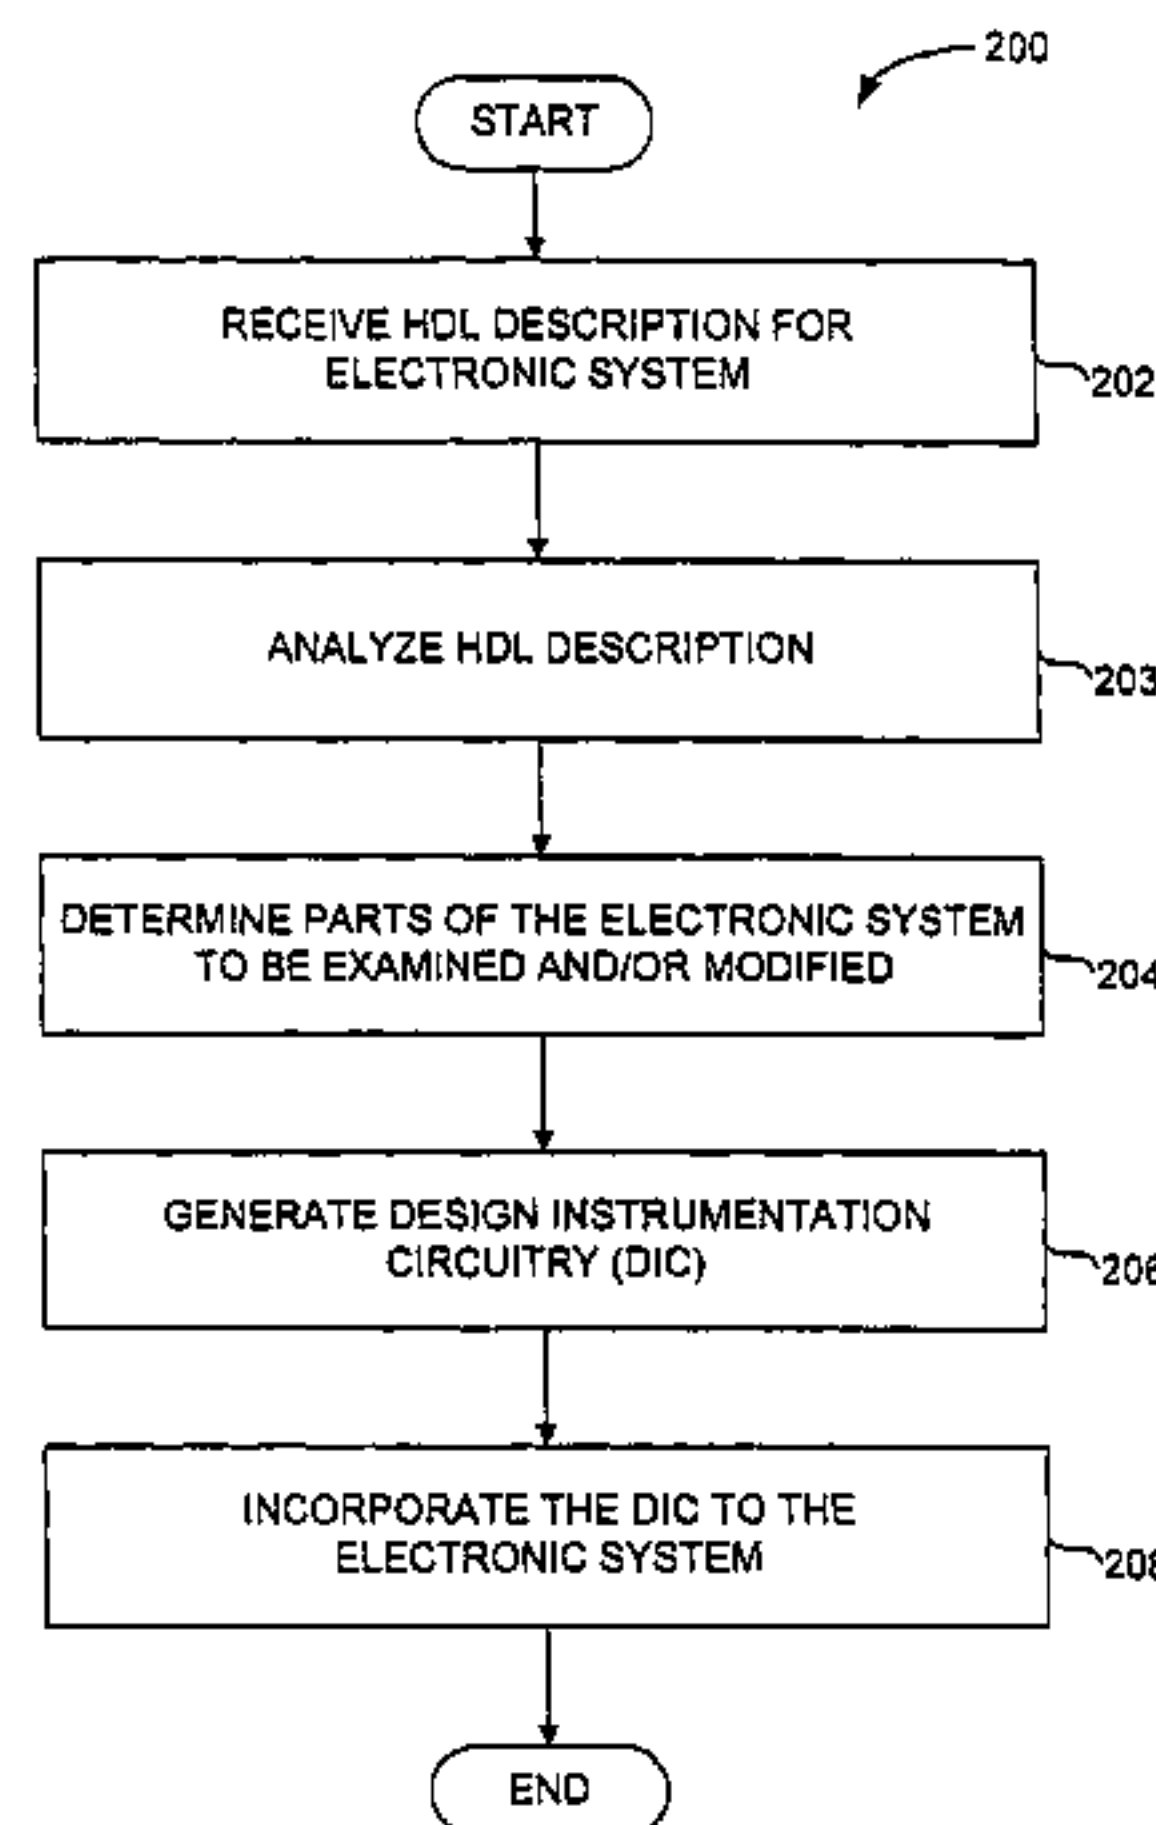 200
START
RECEIVE HDL DESCRIPTION FOR
ELECTRONIC SYSTEM
202
ANALYZE HDL DESCRIPTION
203
DETERMINE PARTS OF THE ELECTRONIC SYSTEM
TO BE EXAMINED AND/OR MODIFIED
204
GENERATE DESIGN INSTRUMENTATION
CIRCUITRY (DIC)
206
INCORPORATE THE DIC TO THE
ELECTRONIC SYSTEM
208
END